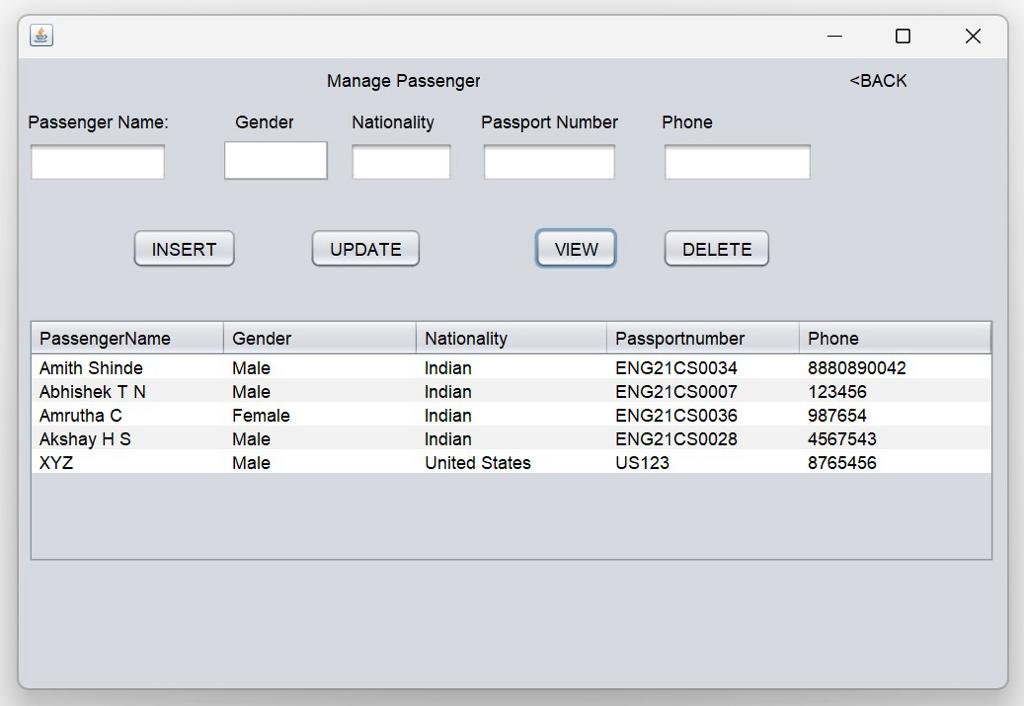 Manage Passenger <BACK
Passenger Name: Gender Nationality Passport Number Phone
INSERT UPDATE VIEW DELETE
PassengerName Gender Nationality Passportnumber Phone
Amith Shinde Male Indian ENG21CS0034 8880890042
Abhishek T N Male Indian ENG21CS0007 123456
Amrutha C Female Indian ENG21CS0036 987654
Akshay H S Male Indian ENG21CS0028 4567543
XYZ Male United States US123 8765456